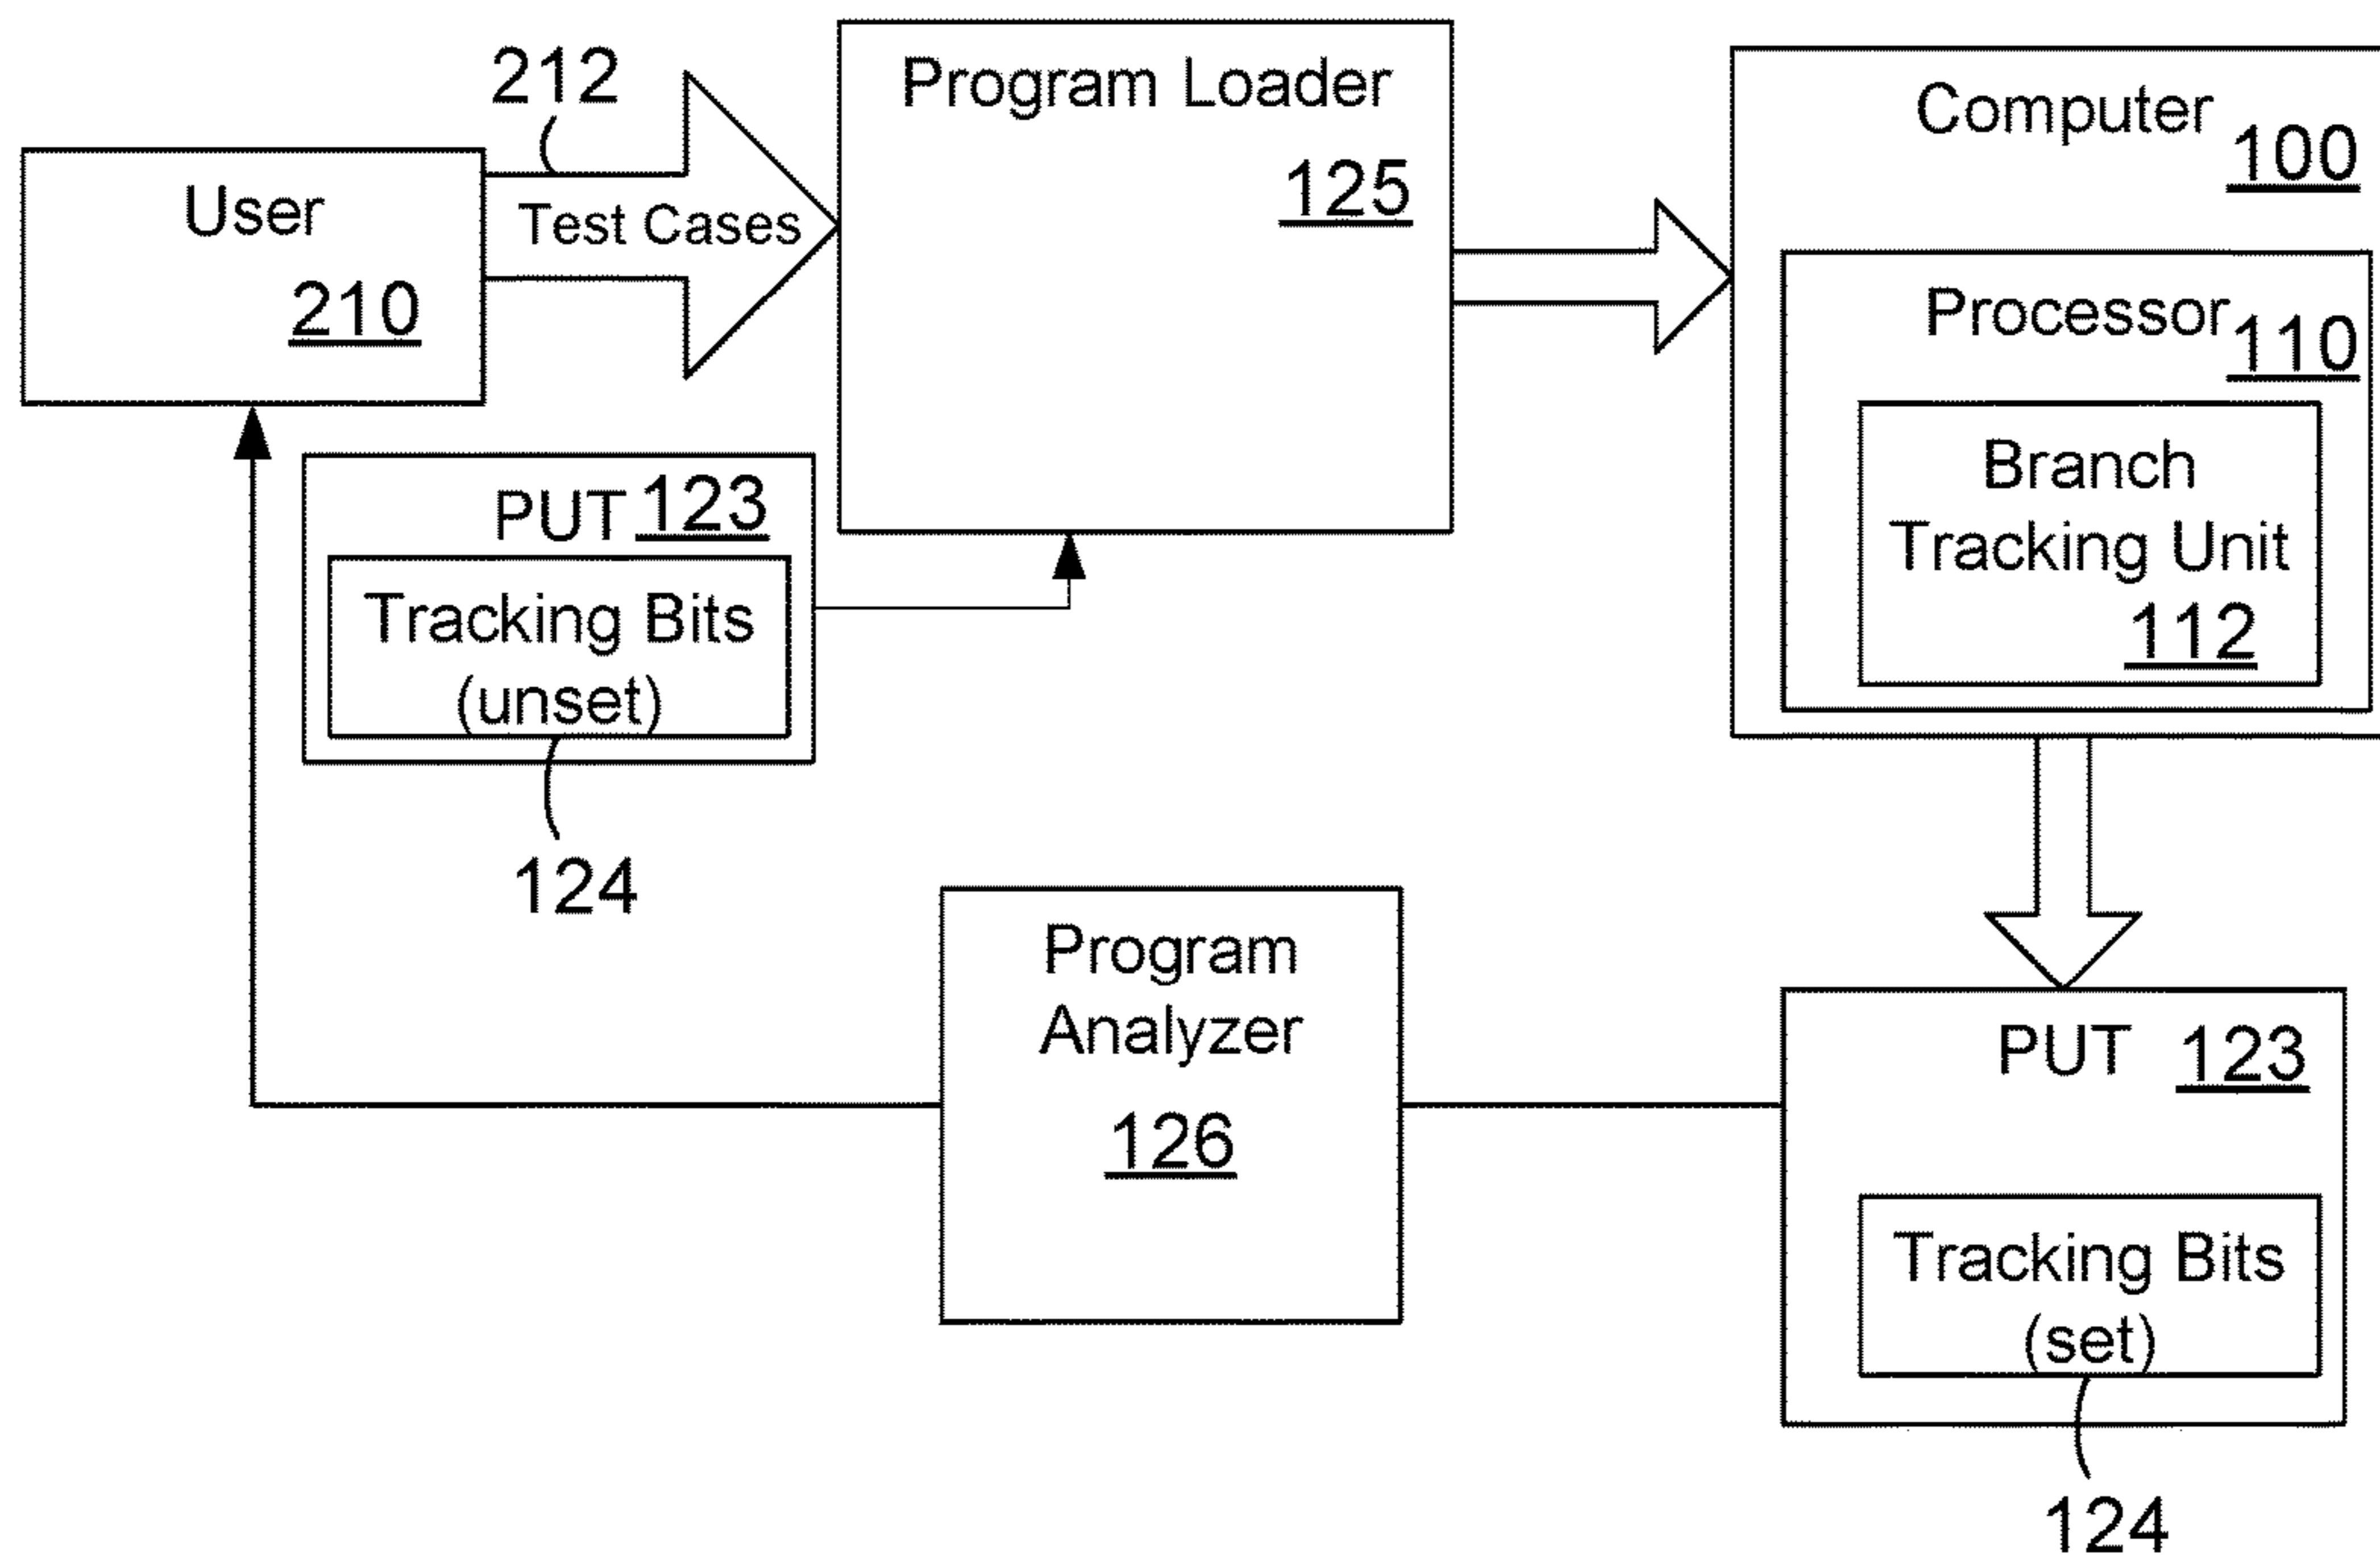 212
User
210
Test Cases
Program Loader
125
Computer
100
Processor
110
Branch
Tracking Unit
112
PUT 123
Tracking Bits
(unset)
124
Program
Analyzer
126
PUT 123
Tracking Bits
(set)
124